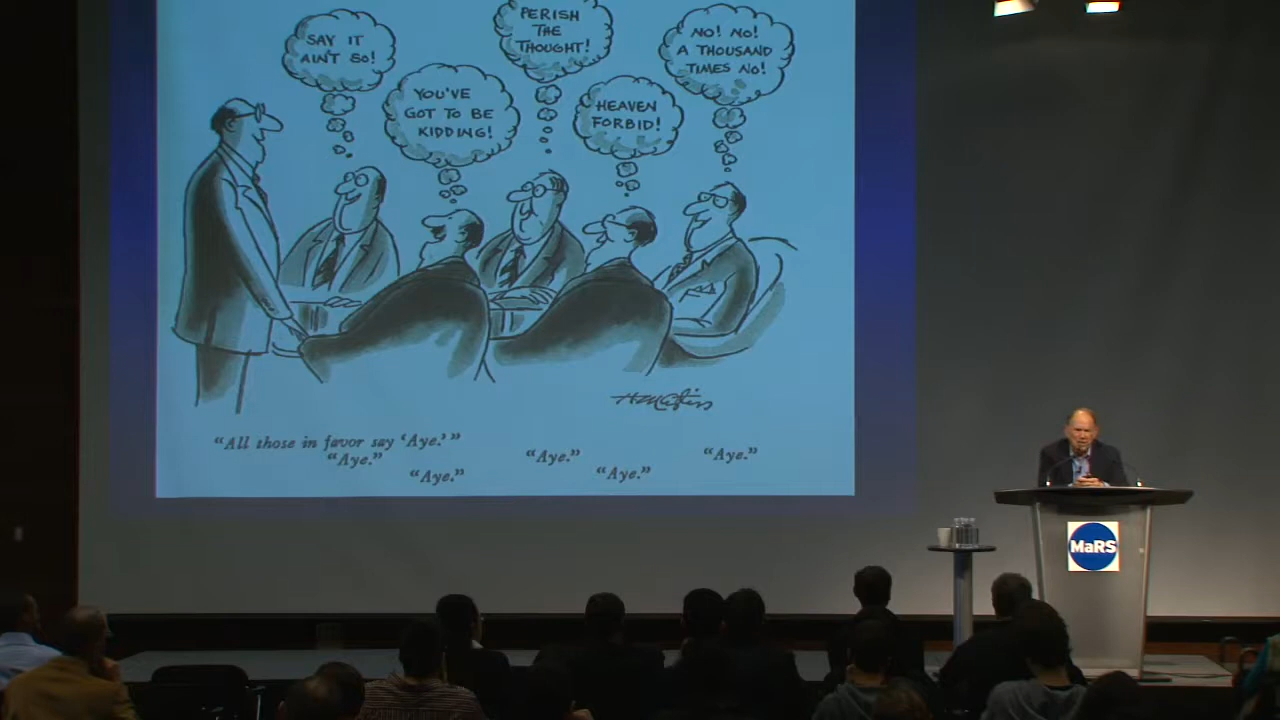 SAY IT
AIN'T SO!
YOU'VE
GOT TO BE
KIDDING!
PERISH
THE
THOUGHT!
HEAVEN
FORBID!
NO! NO!
A THOUSAND
TIMES NO!
"All those in favor say 'Aye.'"
"Aye."
"Aye."
"Aye."
"Aye."
"Aye."
MaRS